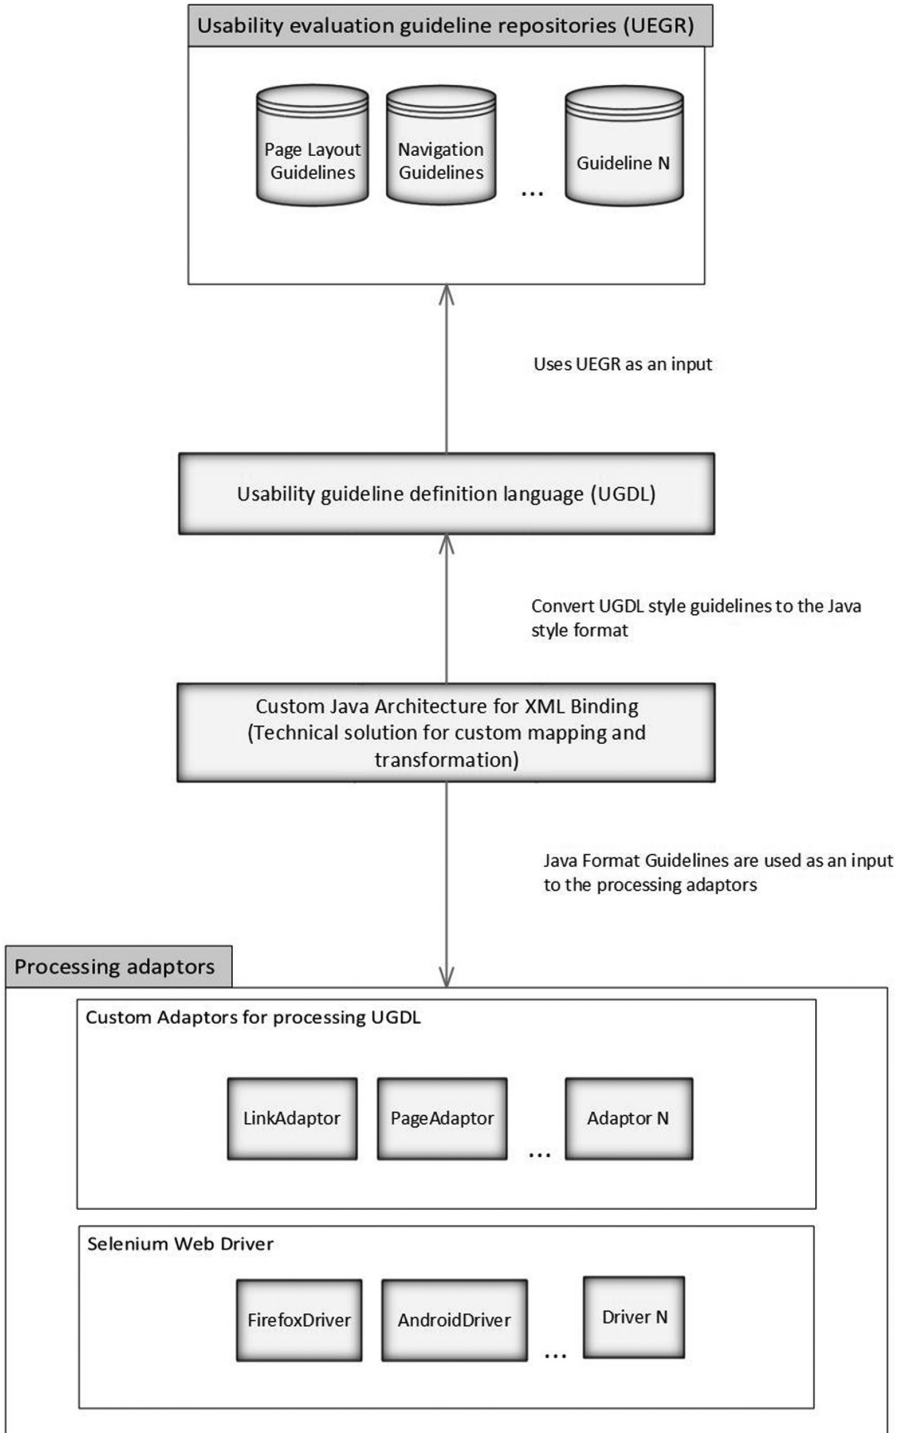 Usability evaluation guideline repositories (UEGR)
Page Layout
Guidelines
Navigation
Guidelines
...
Guideline N
Uses UEGR as an input
Usability guideline definition language (UGDL)
Convert UGDL style guidelines to the Java
style format
Custom Java Architecture for XML Binding
(Technical solution for custom mapping and
transformation)
Java Format Guidelines are used as an input
to the processing adaptors
Processing adaptors
Custom Adaptors for processing UGDL
LinkAdaptor
PageAdaptor
...
Adaptor N
Selenium Web Driver
FirefoxDriver
AndroidDriver
...
Driver N